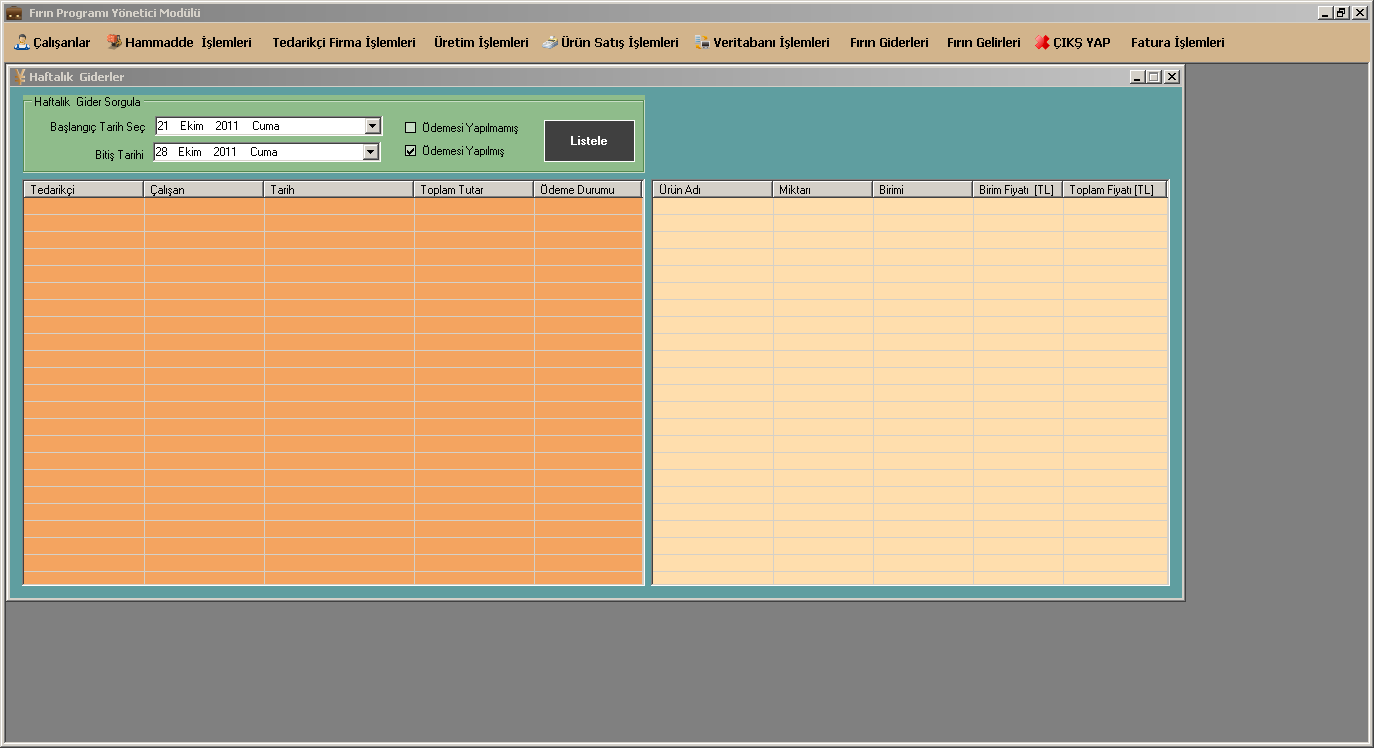 Fırın Programı Yönetici Modülü
Çalışanlar Hammadde İşlemleri Tedarikçi Firma İşlemleri Üretim İşlemleri Ürün Satış İşlemleri Veritabanı İşlemleri Fırın Giderleri Fırın Gelirleri ÇIKŞ YAP Fatura İşlemleri
Haftalık Giderler
Haftalık Gider Sorgula
Başlangıç Tarih Seç 21 Ekim 2011 Cuma Ödemesi Yapılmamış
Bitiş Tarihi 28 Ekim 2011 Cuma Ödemesi Yapılmış
Listele
Tedarikçi Çalışan Tarih Toplam Tutar Ödeme Durumu Ürün Adı Miktarı Birimi Birim Fiyatı [TL] Toplam Fiyatı [TL]